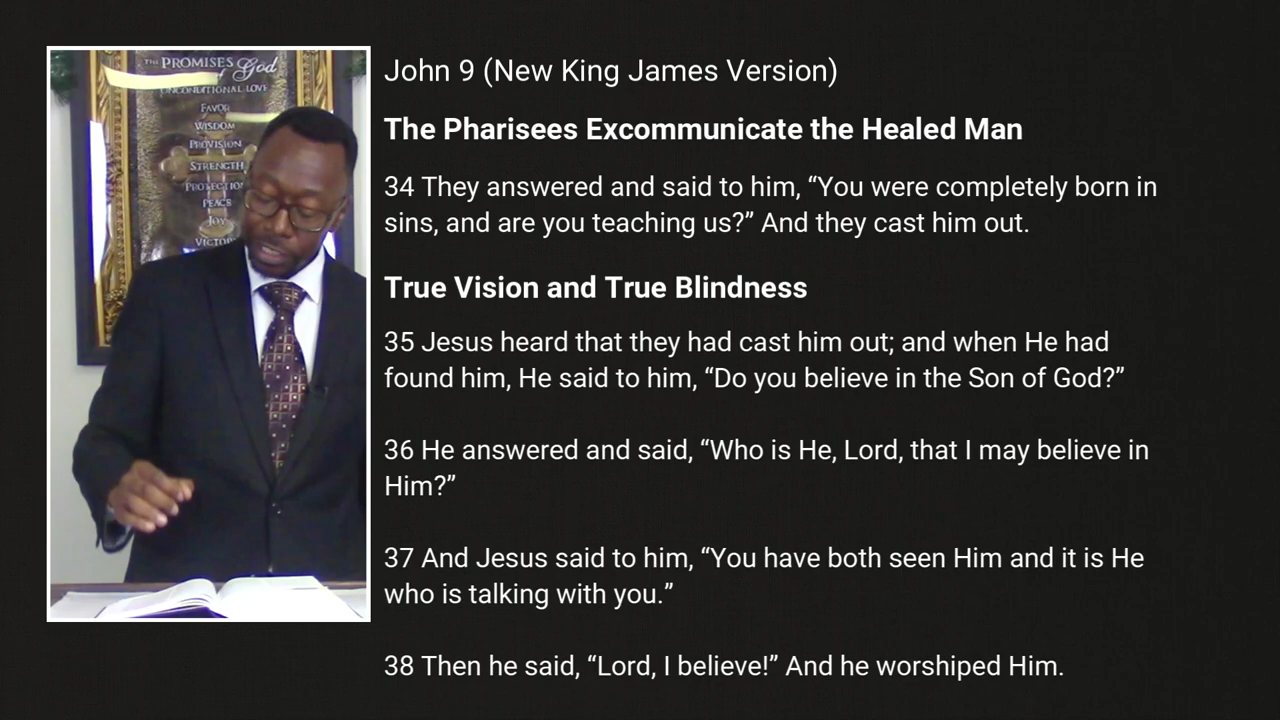 THE PROMISES
of God
UNCONDITIONAL LOVE
FAVOR
WISDOM
PROVISION
STRENGTH
PROTECTION
PEACE
JOY
VICTORY
John 9 (New King James Version)
The Pharisees Excommunicate the Healed Man
34 They answered and said to him, “You were completely born in
sins, and are you teaching us?” And they cast him out.
True Vision and True Blindness
35 Jesus heard that they had cast him out; and when He had
found him, He said to him, “Do you believe in the Son of God?”
36 He answered and said, “Who is He, Lord, that I may believe in
Him?”
37 And Jesus said to him, “You have both seen Him and it is He
who is talking with you.”
38 Then he said, “Lord, I believe!” And he worshiped Him.